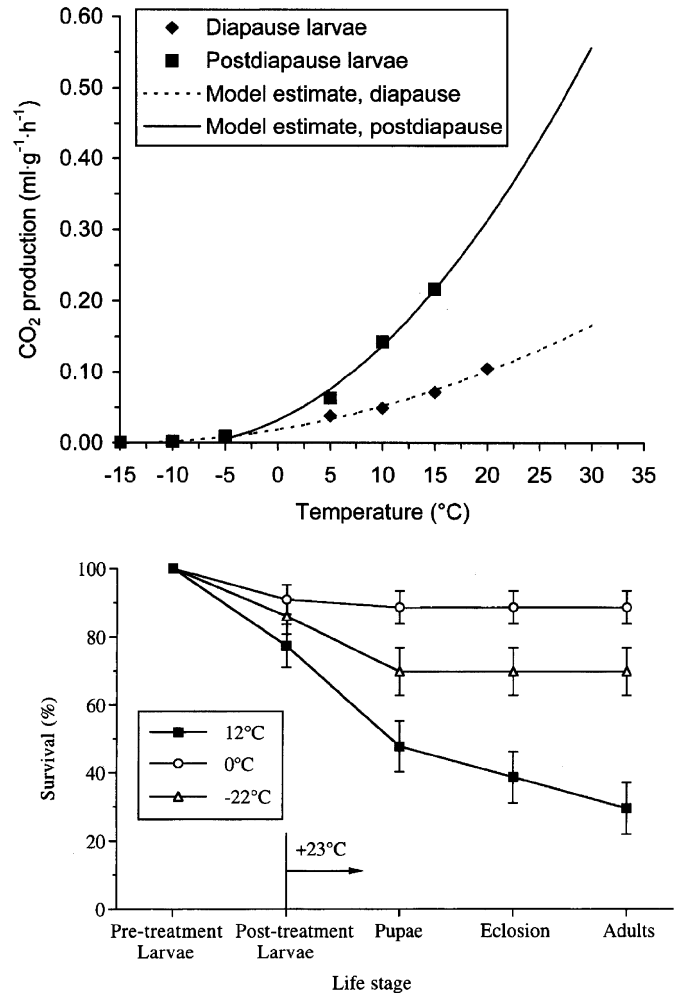 0.60
0.50
0.40
0.30
0.20
0.10
0.00
CO₂ production (ml·g⁻¹·h⁻¹)
Diapause larvae
Postdiapause larvae
Model estimate, diapause
Model estimate, postdiapause
-15 -10 -5 0 5 10 15 20 25 30 35
Temperature (°C)
100
80
60
40
20
0
Survival (%)
12°C
0°C
-22°C
+23°C
Pre-treatment Post-treatment Pupae Eclosion Adults
Larvae Larvae
Life stage